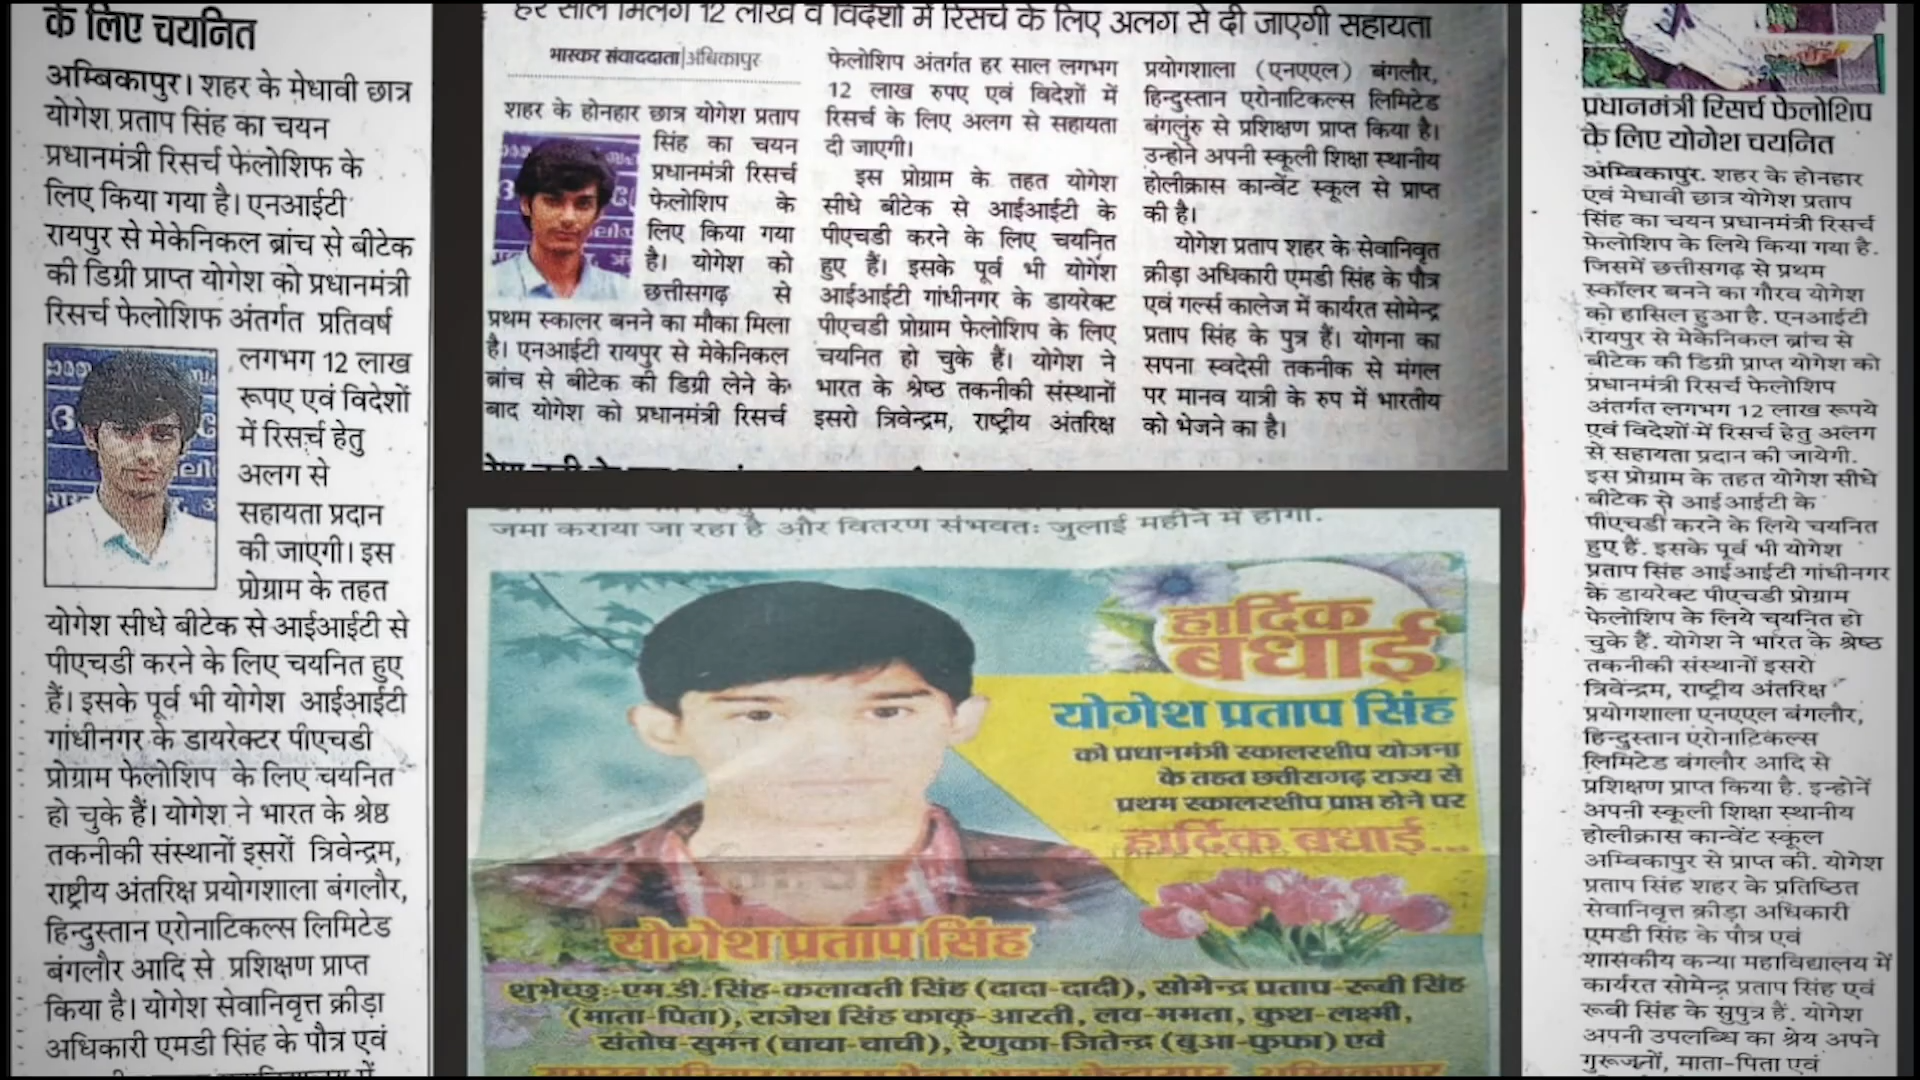 के लिए चयनित
अम्बिकापुर। शहर के मेधावी छात्र
योगेश प्रताप सिंह का चयन
प्रधानमंत्री रिसर्च फेलोशिफ के
लिए किया गया है। एनआईटी
रायपुर से मेकेनिकल ब्रांच से बीटेक
की डिग्री प्राप्त योगेश को प्रधानमंत्री
रिसर्च फेलोशिफ अंतर्गत प्रतिवर्ष
लगभग 12 लाख
रूपए एवं विदेशों
में रिसर्च हेतु
अलग से
सहायता प्रदान
की जाएगी। इस
प्रोग्राम के तहत
योगेश सीधे बीटेक से आईआईटी से
पीएचडी करने के लिए चयनित हुए
हैं। इसके पूर्व भी योगेश आईआईटी
गांधीनगर के डायरेक्टर पीएचडी
प्रोग्राम फेलोशिप के लिए चयनित
हो चुके हैं। योगेश ने भारत के श्रेष्ठ
तकनीकी संस्थानों इसरों त्रिवेन्द्रम,
राष्ट्रीय अंतरिक्ष प्रयोगशाला बंगलौर,
हिन्दुस्तान एरोनाटिकल्स लिमिटेड
बंगलौर आदि से प्रशिक्षण प्राप्त
किया है। योगेश सेवानिवृत्त क्रीड़ा
अधिकारी एमडी सिंह के पौत्र एवं
हर साल मिलेंगे 12 लाख व विदेशों में रिसर्च के लिए अलग से दी जाएगी सहायता
भास्कर संवाददाता|अंबिकापुर
शहर के होनहार छात्र योगेश प्रताप
सिंह का चयन
प्रधानमंत्री रिसर्च
फेलोशिप के
लिए किया गया
है। योगेश को
छत्तीसगढ़ से
प्रथम स्कालर बनने का मौका मिला
है। एनआईटी रायपुर से मेकेनिकल
ब्रांच से बीटेक की डिग्री लेने के
बाद योगेश को प्रधानमंत्री रिसर्च
फेलोशिप अंतर्गत हर साल लगभग
12 लाख रुपए एवं विदेशों में
रिसर्च के लिए अलग से सहायता
दी जाएगी।
इस प्रोग्राम के तहत योगेश
सीधे बीटेक से आईआईटी के
पीएचडी करने के लिए चयनित
हुए हैं। इसके पूर्व भी योगेश
आईआईटी गांधीनगर के डायरेक्ट
पीएचडी प्रोग्राम फेलोशिप के लिए
चयनित हो चुके हैं। योगेश ने
भारत के श्रेष्ठ तकनीकी संस्थानों
इसरो त्रिवेन्द्रम, राष्ट्रीय अंतरिक्ष
प्रयोगशाला (एनएएल) बंगलौर,
हिन्दुस्तान एरोनाटिकल्स लिमिटेड
बंगलुंरु से प्रशिक्षण प्राप्त किया है।
उन्होने अपनी स्कूली शिक्षा स्थानीय
होलीक्रास कान्वेंट स्कूल से प्राप्त
की है।
योगेश प्रताप शहर के सेवानिवृत
क्रीड़ा अधिकारी एमडी सिंह के पौत्र
एवं गर्ल्स कालेज में कार्यरत सोमेन्द्र
प्रताप सिंह के पुत्र हैं। योगना का
सपना स्वदेसी तकनीक से मंगल
पर मानव यात्री के रुप में भारतीय
को भेजने का है।
जमा कराया जा रहा है और वितरण संभवतः जुलाई महीने में होगा.
हार्दिक
बधाई
योगेश प्रताप सिंह
को प्रधानमंत्री स्कालरशीप योजना
के तहत छत्तीसगढ़ राज्य से
प्रथम स्कालरशीप प्राप्त होने पर
हार्दिक बधाई...
योगेश प्रताप सिंह
शुभेच्छु:-एम.डी. सिंह-कलावती सिंह (दादा-दादी), सोमेन्द्र प्रताप-रूबी सिंह
(माता-पिता), राजेश सिंह काकू-आरती, लव-ममता, कुश-लक्ष्मी,
संतोष-सुमन (चाचा-चाची), रेणुका-जितेन्द्र (बुआ-फुफा) एवं
प्रधानमंत्री रिसर्च फेलोशिप
के लिए योगेश चयनित
अंम्बिकापुर. शहर के होनहार
एवं मेधावी छात्र योगेश प्रताप
सिंह का चयन प्रधानमंत्री रिसर्च
फेलोशिप के लिये किया गया है.
जिसमें छत्तीसगढ़ से प्रथम
स्कॉलर बनने का गौरव योगेश
को हासिल हुआ है. एनआईटी
रायपुर से मेकेनिकल ब्रांच से
बीटेक की डिग्री प्राप्त योगेश को
प्रधानमंत्री रिसर्च फेलोशिप
अंतर्गत लगभग 12 लाख रूपये
एवं विदेशों में रिसर्च हेतु अलग
से सहायता प्रदान की जायेगी.
इस प्रोग्राम के तहत योगेश सीधे
बीटेक से आईआईटी के
पीएचडी करने के लिये चयनित
हुए हैं. इसके पूर्व भी योगेश
प्रताप सिंह आईआईटी गांधीनगर
के डायरेक्ट पीएचडी प्रोग्राम
फेलोशिप के लिये चयनित हो
चुके हैं. योगेश ने भारत के श्रेष्ठ
तकनीकी संस्थानों इसरो
त्रिवेन्द्रम, राष्ट्रीय अंतरिक्ष
प्रयोगशाला एनएएल बंगलौर,
हिन्दुस्तान एरोनाटिकल्स
लिमिटेड बंगलौर आदि से
प्रशिक्षण प्राप्त किया है. इन्होनें
अपनी स्कूली शिक्षा स्थानीय
होलीक्रास कान्वेंट स्कूल
अम्बिकापुर से प्राप्त की. योगेश
प्रताप सिंह शहर के प्रतिष्ठित
सेवानिवृत्त क्रीड़ा अधिकारी
एमडी सिंह के पौत्र एवं
शासकीय कन्या महाविद्यालय में
कार्यरत सोमेन्द्र प्रताप सिंह एवं
रूबी सिंह के सुपुत्र हैं. योगेश
अपनी उपलब्धि का श्रेय अपने
गुरूजनों, माता-पिता एवं